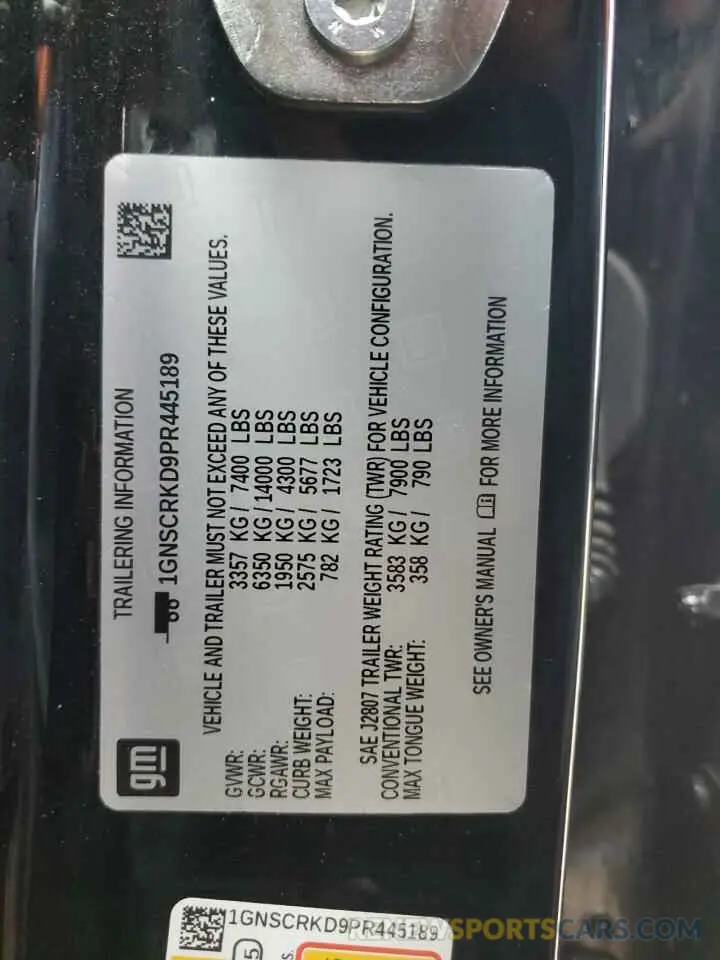 TRAILERING INFORMATION
gm
1GNSCRKD9PR445189
VEHICLE AND TRAILER MUST NOT EXCEED ANY OF THESE VALUES.
GVWR: 3357 KG / 7400 LBS
GCWR: 6350 KG / 14000 LBS
RGAWR: 1950 KG / 4300 LBS
CURB WEIGHT: 2575 KG / 5677 LBS
MAX PAYLOAD: 782 KG / 1723 LBS
SAE J2807 TRAILER WEIGHT RATING (TWR) FOR VEHICLE CONFIGURATION.
CONVENTIONAL TWR: 3583 KG / 7900 LBS
MAX TONGUE WEIGHT: 358 KG / 790 LBS
SEE OWNER'S MANUAL FOR MORE INFORMATION
1GNSCRKD9PR445189
RENEWSPORTSCARS.COM